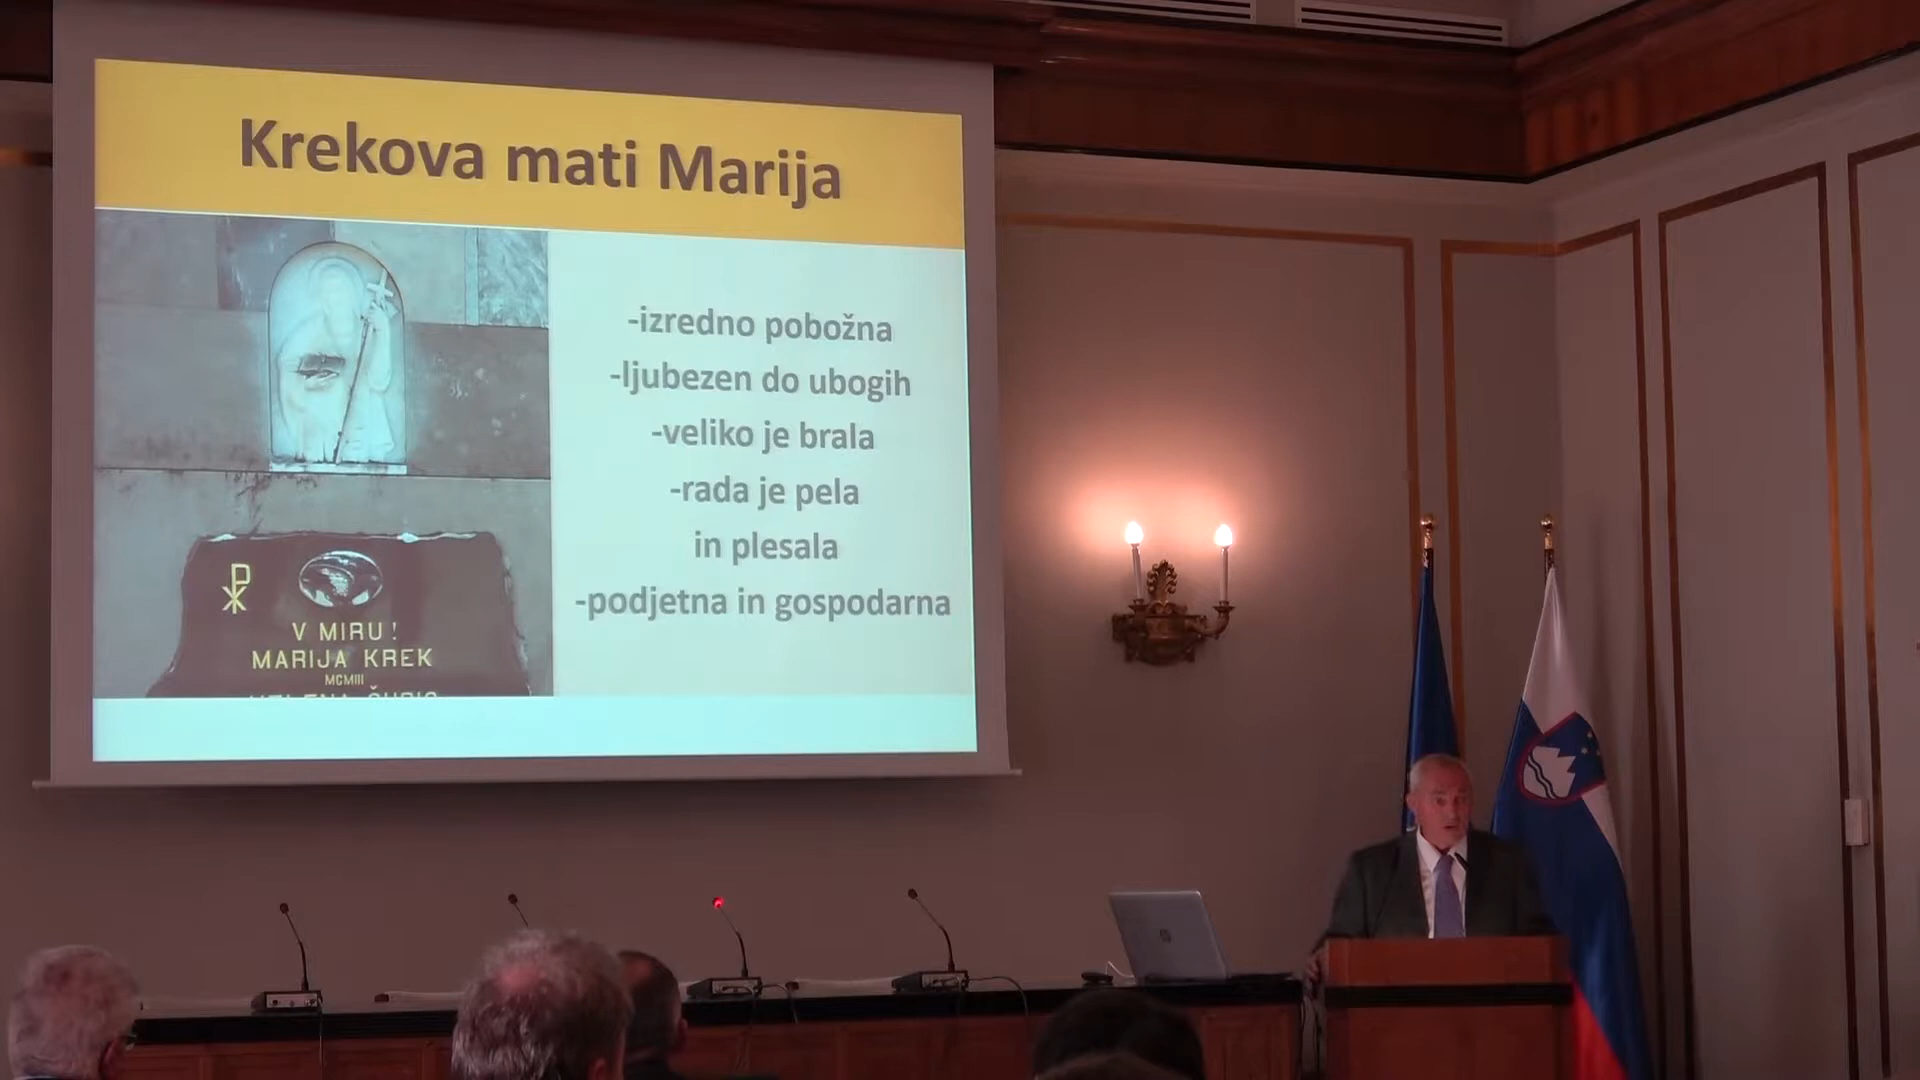 Krekova mati Marija
-izredno pobožna
-ljubezen do ubogih
-veliko je brala
-rada je pela
in plesala
-podjetna in gospodarna
V MIRU!
MARIJA KREK
MCMIII